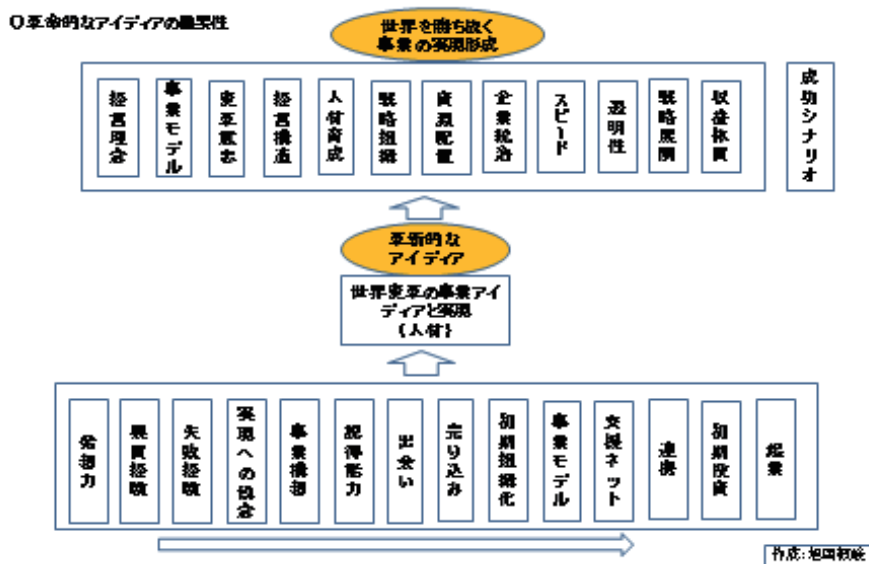 〇革命的なアイディアの重要性
世界を勝ち抜く
事業の実現形成
経営理念
事業モデル
変革意志
経営構造
人材育成
戦略組織
資源配置
企業統治
スピード
透明性
戦略展開
収益体質
成功シナリオ
革新的な
アイディア
世界変革の事業アイ
ディアと実現
(人材)
発想力
異質経験
失敗経験
実現への執念
事業構想
説得能力
出会い
売り込み
初期組織化
事業モデル
支援ネット
連携
初期投資
起業